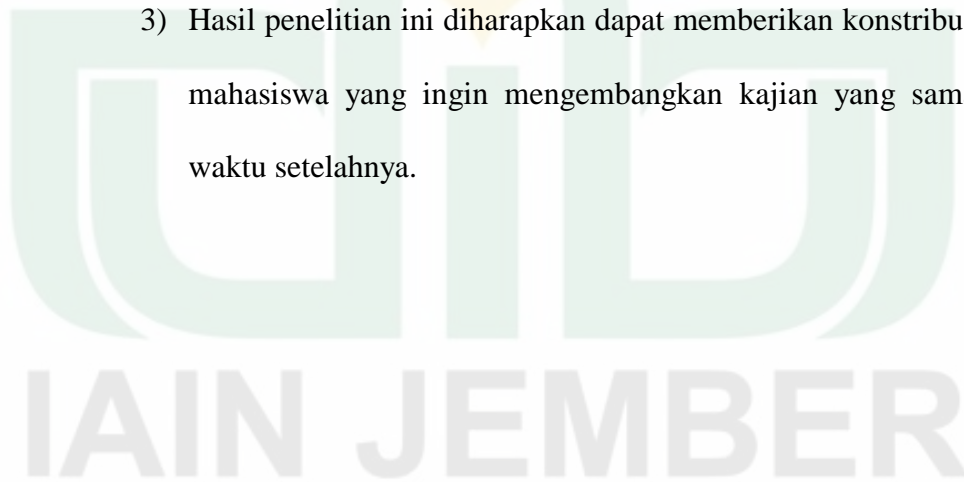 3) Hasil penelitian ini diharapkan dapat memberikan konstribu
mahasiswa yang ingin mengembangkan kajian yang sam
waktu setelahnya.
IAIN JEMBER